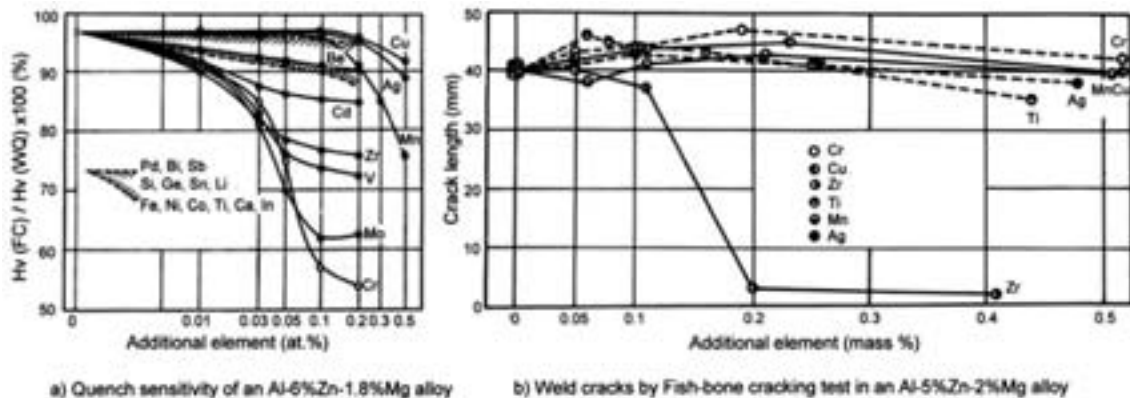 Hv (FC) / Hv (WQ) x100 (%)
90
80
70
60
50
Cu
Be
Ag
Cd
Mn
Zr
V
Mo
Cr
Pd, Bi, Sb
Si, Ge, Sn, Li
Fe, Ni, Co, Ti, Ca, In
0 0.01 0.03 0.05 0.1 0.2 0.3 0.5
Additional element (at.%)
a) Quench sensitivity of an Al-6%Zn-1.8%Mg alloy
Crack length (mm)
50
40
30
20
10
0
Cr
MnCu
Ag
Ti
Zr
Cr
Cu
Zr
Ti
Mn
Ag
0 0.05 0.1 0.2 0.3 0.4 0.5
Additional element (mass %)
b) Weld cracks by Fish-bone cracking test in an Al-5%Zn-2%Mg alloy